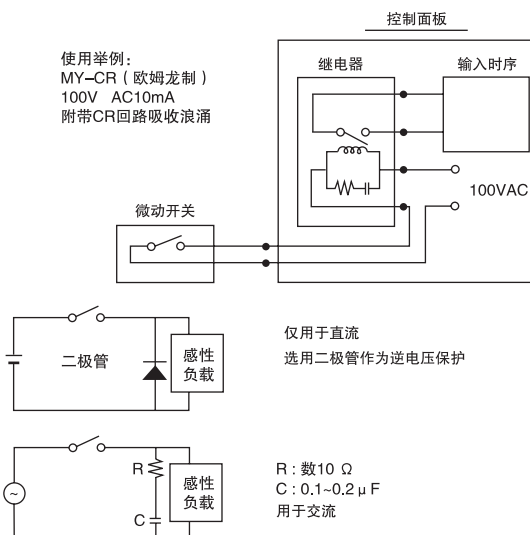 控制面板
使用举例:
MY-CR（欧姆龙制）
100V AC10mA
附带CR回路吸收浪涌
继电器
输入时序
100VAC
微动开关
二极管
感性
负载
仅用于直流
选用二极管作为逆电压保护
R
C
感性
负载
R：数10 Ω
C：0.1~0.2 μ F
用于交流
~